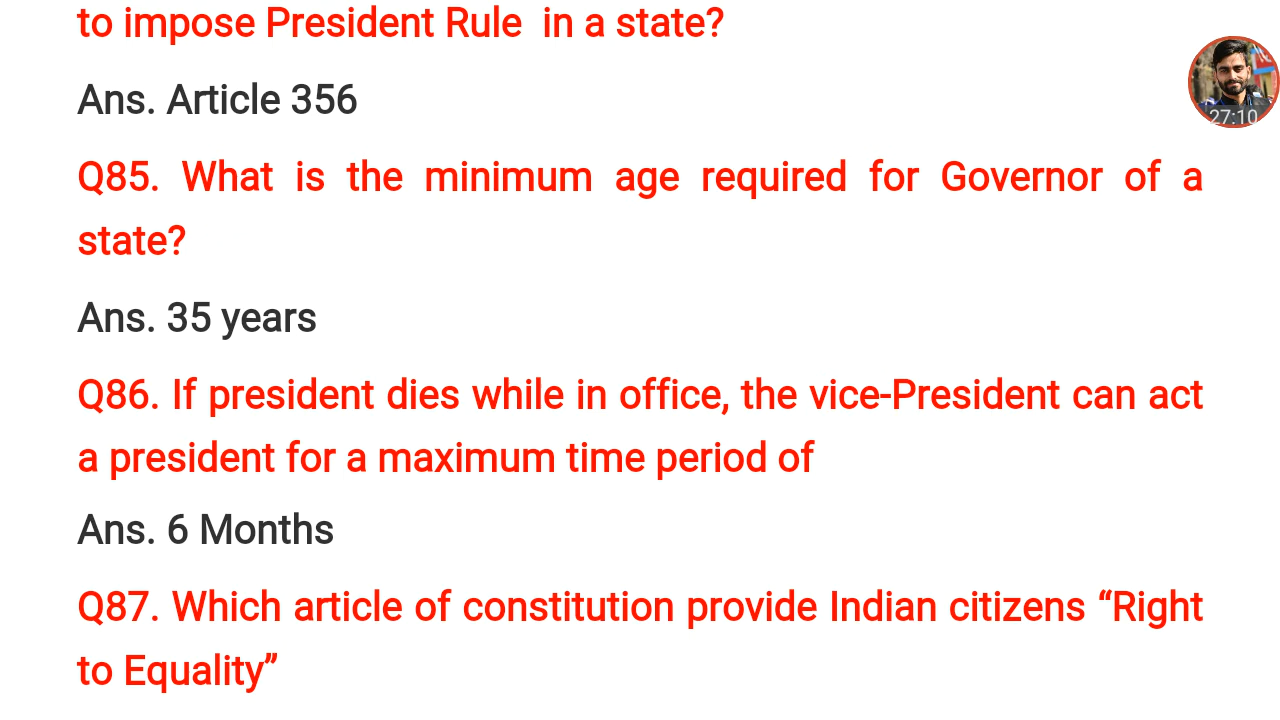 to impose President Rule in a state?
Ans. Article 356
Q85. What is the minimum age required for Governor of a
state?
Ans. 35 years
Q86. If president dies while in office, the vice-President can act
a president for a maximum time period of
Ans. 6 Months
Q87. Which article of constitution provide Indian citizens “Right
to Equality”
27:10